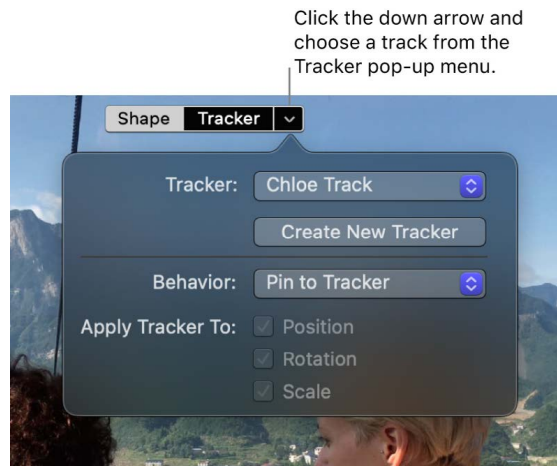 Click the down arrow and
choose a track from the
Tracker pop-up menu.
Shape Tracker
Tracker: Chloe Track
Create New Tracker
Behavior: Pin to Tracker
Apply Tracker To: Position
Rotation
Scale